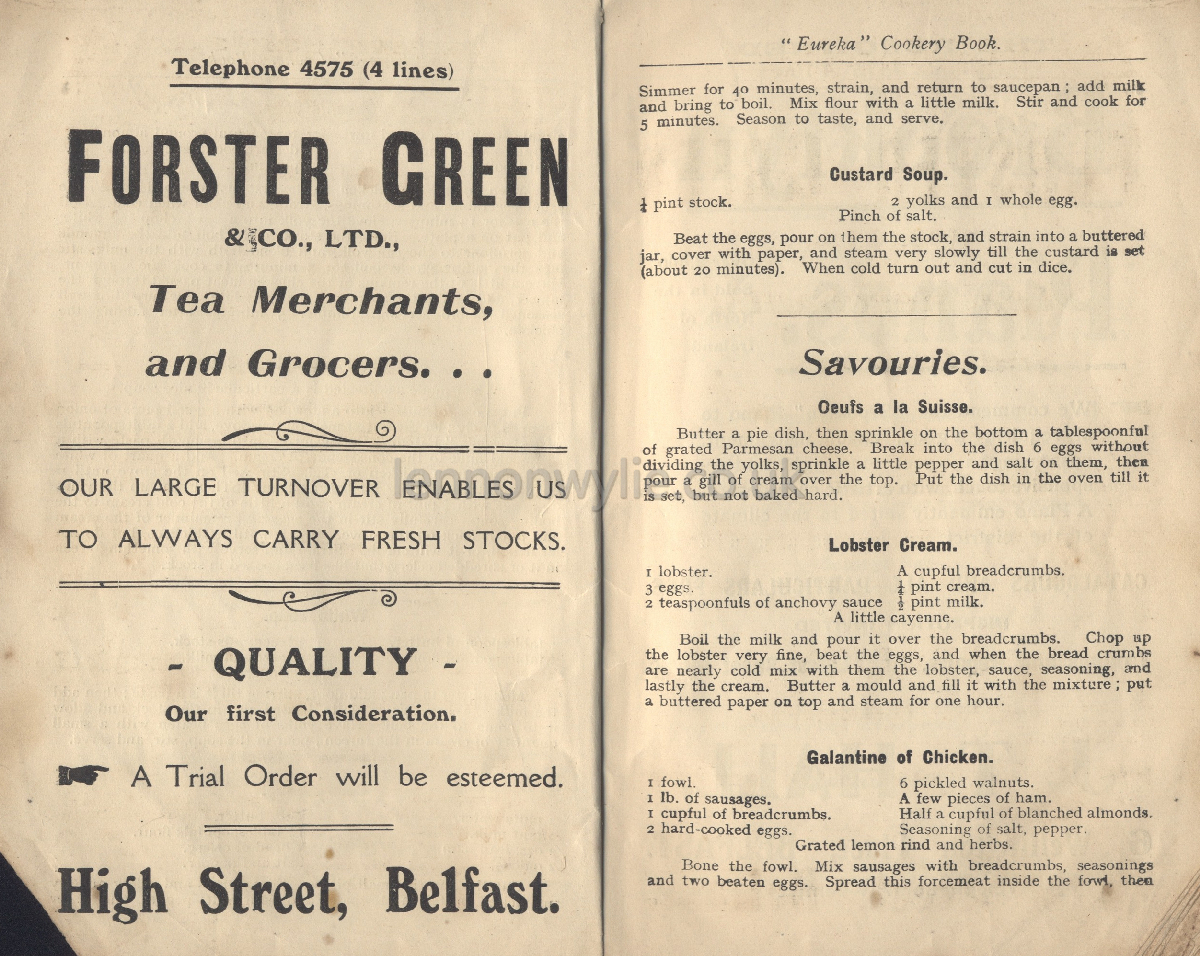 Telephone 4575 (4 lines)
FORSTER GREEN
& CO., LTD.,
Tea Merchants,
and Grocers. . .
OUR LARGE TURNOVER ENABLES US
TO ALWAYS CARRY FRESH STOCKS.
- QUALITY -
Our first Consideration.
A Trial Order will be esteemed.
High Street, Belfast.
"Eureka" Cookery Book.
Simmer for 40 minutes, strain, and return to saucepan; add milk
and bring to boil. Mix flour with a little milk. Stir and cook for
5 minutes. Season to taste, and serve.
Custard Soup.
pint stock. 2 yolks and 1 whole egg.
Pinch of salt.
Beat the eggs, pour on them the stock, and strain into a buttered
jar, cover with paper, and steam very slowly till the custard is set
(about 20 minutes). When cold turn out and cut in dice.
Savouries.
Oeufs a la Suisse.
Butter a pie dish, then sprinkle on the bottom a tablespoonful
of grated Parmesan cheese. Break into the dish 6 eggs without
dividing the yolks, sprinkle a little pepper and salt on them, then
pour a gill of cream over the top. Put the dish in the oven till it
is set, but not baked hard.
lennonwylie.co.uk
Lobster Cream.
1 lobster. A cupful breadcrumbs.
3 eggs. pint cream.
2 teaspoonfuls of anchovy sauce pint milk.
A little cayenne.
Boil the milk and pour it over the breadcrumbs. Chop up
the lobster very fine, beat the eggs, and when the bread crumbs
are nearly cold mix with them the lobster, sauce, seasoning, and
lastly the cream. Butter a mould and fill it with the mixture; put
a buttered paper on top and steam for one hour.
Galantine of Chicken.
1 fowl. 6 pickled walnuts.
1 lb. of sausages. A few pieces of ham.
1 cupful of breadcrumbs. Half a cupful of blanched almonds.
2 hard-cooked eggs. Seasoning of salt, pepper.
Grated lemon rind and herbs.
Bone the fowl. Mix sausages with breadcrumbs, seasonings
and two beaten eggs. Spread this forcemeat inside the fowl, then